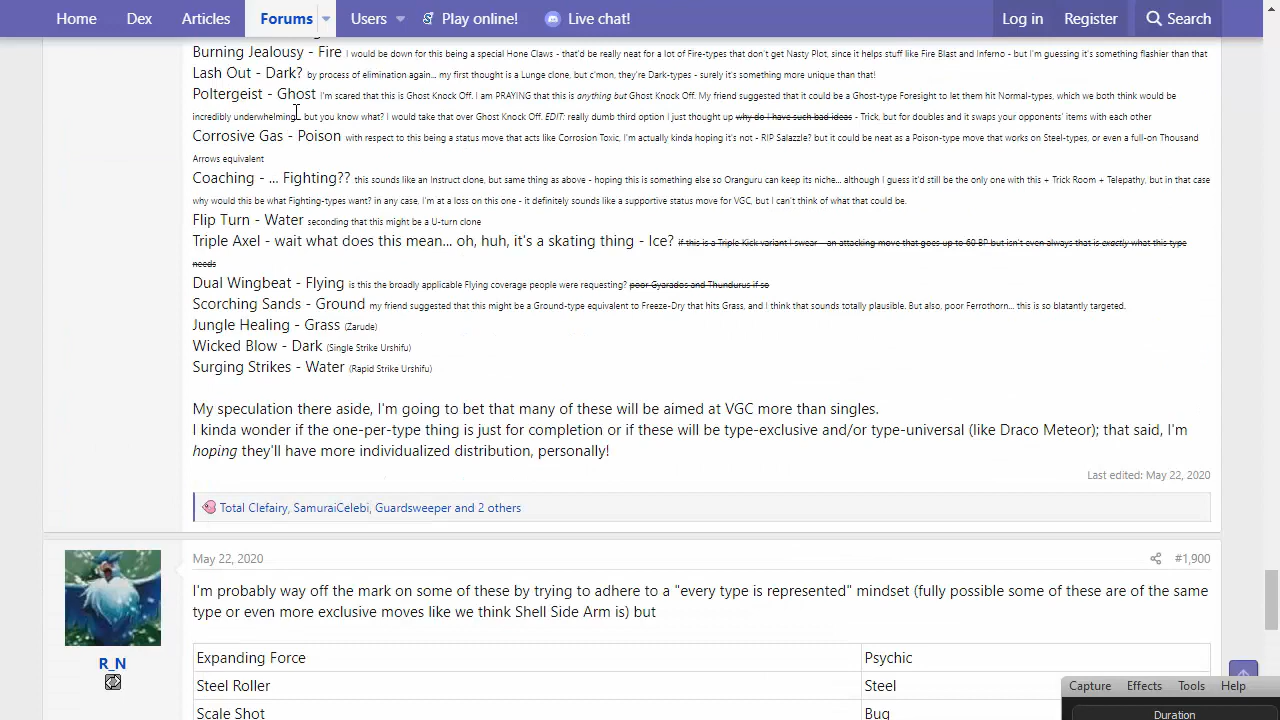 Home Dex Articles Forums Users Play online! Live chat! Log in Register Search
Burning Jealousy - Fire I would be down for this being a special Hone Claws - that'd be really neat for a lot of Fire-types that don't get Nasty Plot, since it helps stuff like Fire Blast and Inferno - but I'm guessing it's something flashier than that
Lash Out - Dark? by process of elimination again... my first thought is a Lunge clone, but c'mon, they're Dark-types - surely it's something more unique than that!
Poltergeist - Ghost I'm scared that this is Ghost Knock Off. I am PRAYING that this is anything but Ghost Knock Off. My friend suggested that it could be a Ghost-type Foresight to let them hit Normal-types, which we both think would be
incredibly underwhelming, but you know what? I would take that over Ghost Knock Off. EDIT: really dumb third option I just thought up why do I have such bad ideas - Trick, but for doubles and it swaps your opponents' items with each other
Corrosive Gas - Poison with respect to this being a status move that acts like Corrosion Toxic, I'm actually kinda hoping it's not - RIP Salazzle? but it could be neat as a Poison-type move that works on Steel-types, or even a full-on Thousand
Arrows equivalent
Coaching - ... Fighting?? this sounds like an Instruct clone, but same thing as above - hoping this is something else so Oranguru can keep its niche... although I guess it'd still be the only one with this + Trick Room + Telepathy, but in that case
why would this be what Fighting-types want? in any case, I'm at a loss on this one - it definitely sounds like a supportive status move for VGC, but I can't think of what that could be.
Flip Turn - Water seconding that this might be a U-turn clone
Triple Axel - wait what does this mean... oh, huh, it's a skating thing - Ice? if this is a Triple Kick variant I swear - an attacking move that goes up to 60 BP but isn't even always that is exactly what this type
needs
Dual Wingbeat - Flying is this the broadly applicable Flying coverage people were requesting? poor Gyarados and Thundurus if so
Scorching Sands - Ground my friend suggested that this might be a Ground-type equivalent to Freeze-Dry that hits Grass, and I think that sounds totally plausible. But also, poor Ferrothorn... this is so blatantly targeted.
Jungle Healing - Grass (Zarude)
Wicked Blow - Dark (Single Strike Urshifu)
Surging Strikes - Water (Rapid Strike Urshifu)
My speculation there aside, I'm going to bet that many of these will be aimed at VGC more than singles.
I kinda wonder if the one-per-type thing is just for completion or if these will be type-exclusive and/or type-universal (like Draco Meteor); that said, I'm
hoping they'll have more individualized distribution, personally!
Last edited: May 22, 2020
Total Clefairy, SamuraiCelebi, Guardsweeper and 2 others
May 22, 2020 #1,900
I'm probably way off the mark on some of these by trying to adhere to a "every type is represented" mindset (fully possible some of these are of the same
type or even more exclusive moves like we think Shell Side Arm is) but
R_N
Expanding Force Psychic
Steel Roller Steel
Scale Shot Bug
Capture Effects Tools Help
Duration